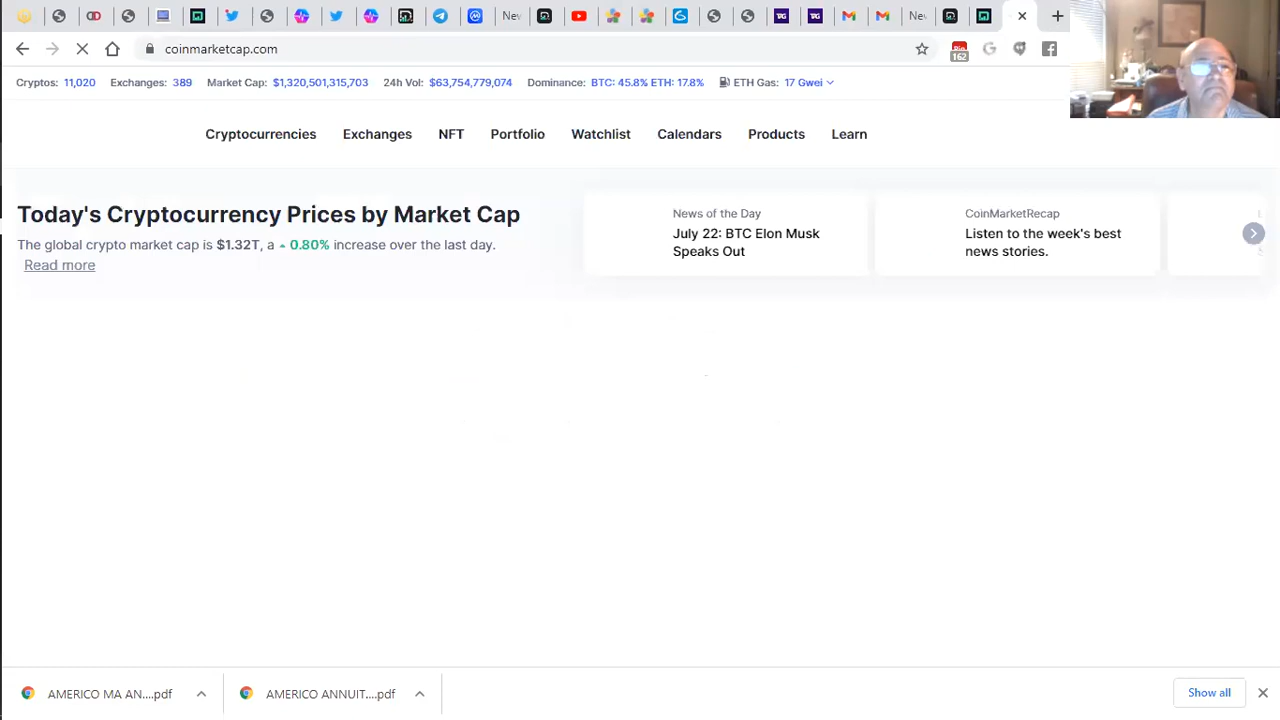 New
Nev
coinmarketcap.com
162
Cryptos: 11,020 Exchanges: 389 Market Cap: $1,320,501,315,703 24h Vol: $63,754,779,074 Dominance: BTC: 45.8% ETH: 17.8% ETH Gas: 17 Gwei
Cryptocurrencies Exchanges NFT Portfolio Watchlist Calendars Products Learn
Today's Cryptocurrency Prices by Market Cap
The global crypto market cap is $1.32T, a 0.80% increase over the last day.
Read more
News of the Day
July 22: BTC Elon Musk
Speaks Out
CoinMarketRecap
Listen to the week's best
news stories.
AMERICO MA AN....pdf
AMERICO ANNUIT....pdf
Show all